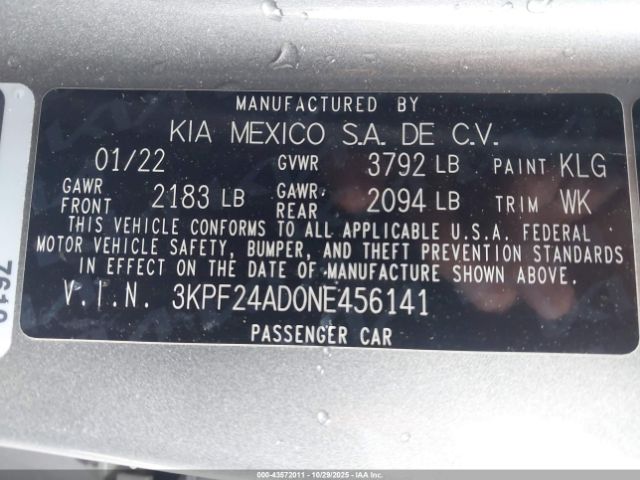 MANUFACTURED BY
KIA MEXICO S.A. DE C.V.
01/22 GVWR 3792 LB PAINT KLG
GAWR FRONT 2183 LB GAWR REAR 2094 LB TRIM WK
THIS VEHICLE CONFORMS TO ALL APPLICABLE U.S.A. FEDERAL
MOTOR VEHICLE SAFETY, BUMPER, AND THEFT PREVENTION STANDARDS
IN EFFECT ON THE DATE OF MANUFACTURE SHOWN ABOVE.
V.I.N. 3KPF24AD0NE456141
PASSENGER CAR
000-43572011 - 10/29/2025 - IAAI.COM